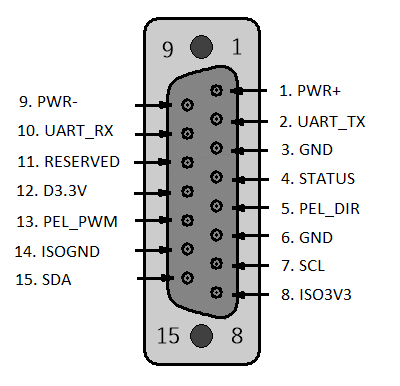 9 1
9. PWR-
10. UART_RX
11. RESERVED
12. D3.3V
13. PEL_PWM
14. ISOGND
15. SDA
1. PWR+
2. UART_TX
3. GND
4. STATUS
5. PEL_DIR
6. GND
7. SCL
8. ISO3V3
15 8